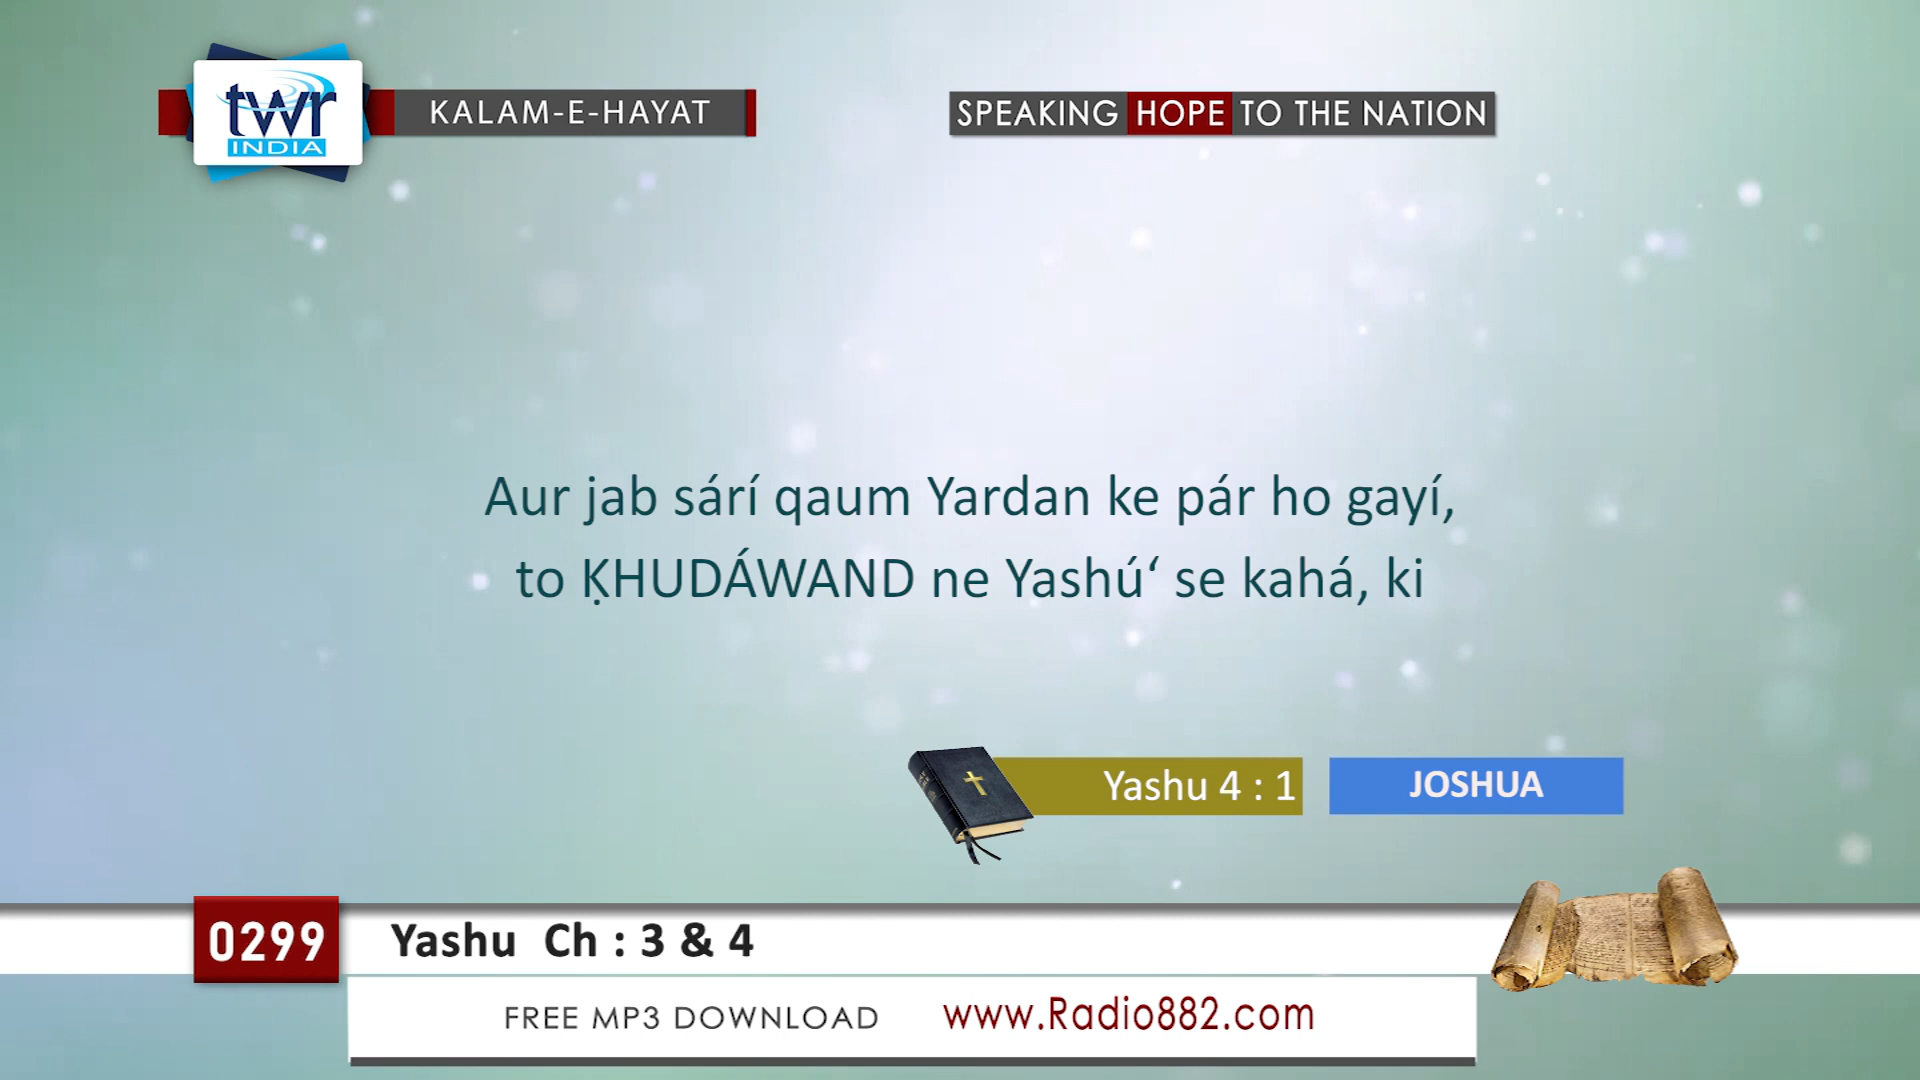 twr
INDIA
KALAM-E-HAYAT
SPEAKING HOPE TO THE NATION
Aur jab sárí qaum Yardan ke pár ho gayí,
to ḲHUDÁWAND ne Yashú‘ se kahá, ki
Yashu 4 : 1
JOSHUA
0299
Yashu Ch : 3 & 4
FREE MP3 DOWNLOAD www.Radio882.com